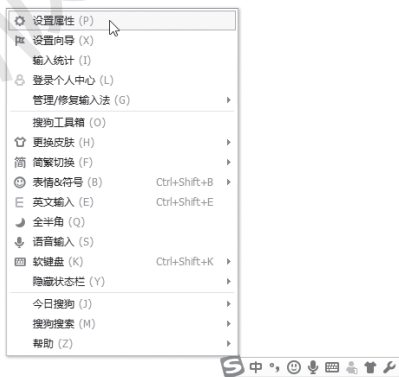 设置属性 (P)
设置向导 (X)
输入统计 (I)
登录个人中心 (L)
管理/修复输入法 (G)
搜狗工具箱 (O)
更换皮肤 (H)
简 简繁切换 (F)
表情&符号 (B) Ctrl+Shift+B
英文输入 (E) Ctrl+Shift+E
全半角 (Q)
语音输入 (S)
软键盘 (K) Ctrl+Shift+K
隐藏状态栏 (Y)
今日搜狗 (J)
搜狗搜索 (M)
帮助 (Z)
S 中 °,